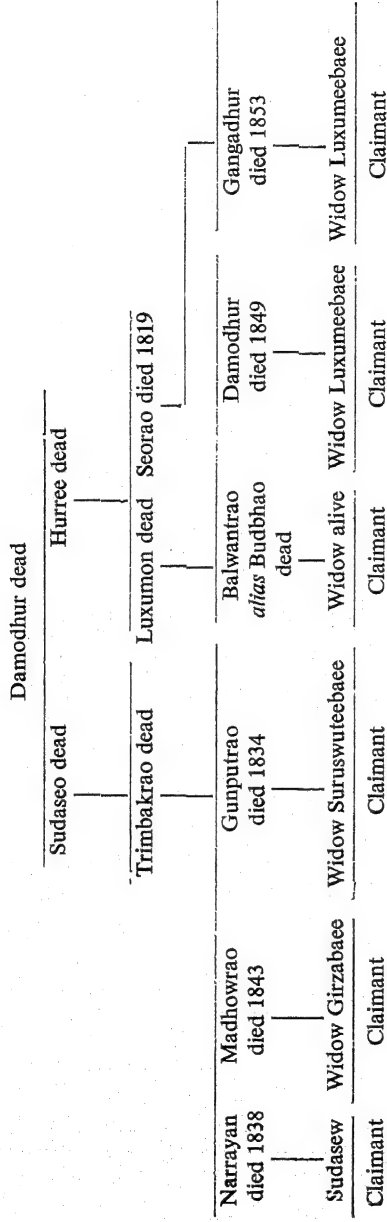 Damodhur dead
Sudaseo dead Hurree dead
Trimbakrao dead Luxumon dead Seorao died 1819
Narrayan
died 1838
Madhowrao
died 1843
Gunputrao
died 1834
Balwantrao
alias Budbhao
dead
Damodhur
died 1849
Gangadhur
died 1853
Sudasew Widow Girzabaee Widow Suruswuteebaee Widow alive Widow Luxumeebaee Widow Luxumeebaee
Claimant Claimant Claimant Claimant Claimant Claimant